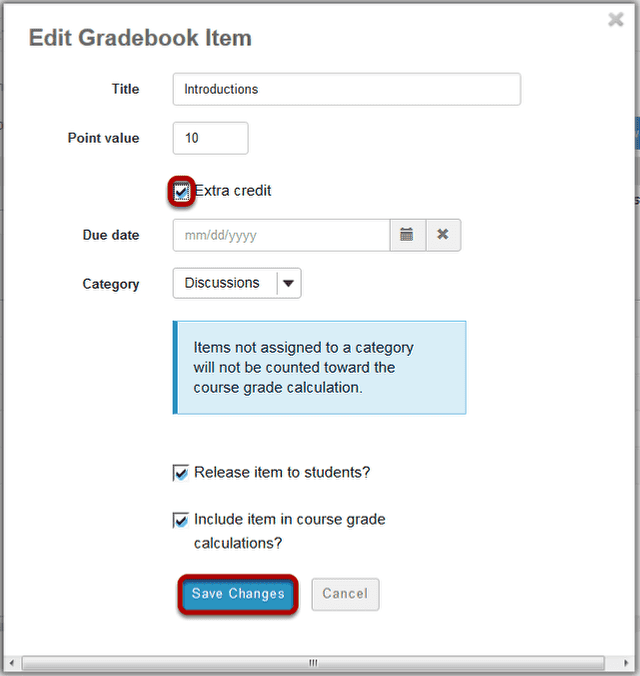 Edit Gradebook Item
Title Introductions
Point value 10
Extra credit
Due date mm/dd/yyyy
Category Discussions
Items not assigned to a category
will not be counted toward the
course grade calculation.
Release item to students?
Include item in course grade
calculations?
Save Changes Cancel